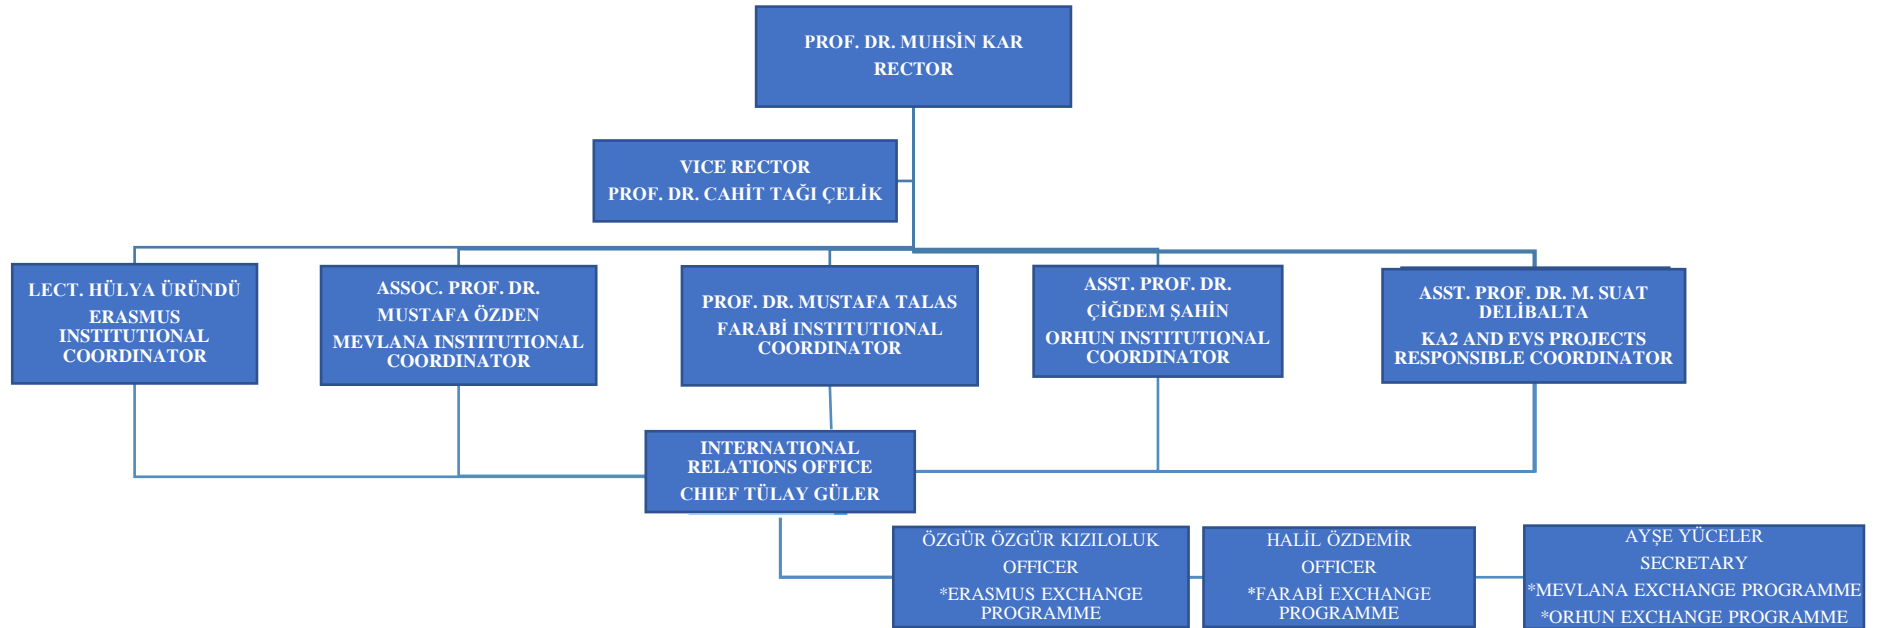 PROF. DR. MUHSİN KAR
RECTOR
VICE RECTOR
PROF. DR. CAHİT TAĞI ÇELİK
LECT. HÜLYA ÜRÜNDÜ
ERASMUS
INSTITUTIONAL
COORDINATOR
ASSOC. PROF. DR.
MUSTAFA ÖZDEN
MEVLANA INSTITUTIONAL
COORDINATOR
PROF. DR. MUSTAFA TALAS
FARABİ INSTITUTIONAL
COORDINATOR
ASST. PROF. DR.
ÇİĞDEM ŞAHİN
ORHUN INSTITUTIONAL
COORDINATOR
ASST. PROF. DR. M. SUAT
DELİBALTA
KA2 AND EVS PROJECTS
RESPONSIBLE COORDINATOR
INTERNATIONAL
RELATIONS OFFICE
CHIEF TÜLAY GÜLER
ÖZGÜR ÖZGÜR KIZILOLUK
OFFICER
*ERASMUS EXCHANGE
PROGRAMME
HALİL ÖZDEMİR
OFFICER
*FARABİ EXCHANGE
PROGRAMME
AYŞE YÜCELER
SECRETARY
*MEVLANA EXCHANGE PROGRAMME
*ORHUN EXCHANGE PROGRAMME